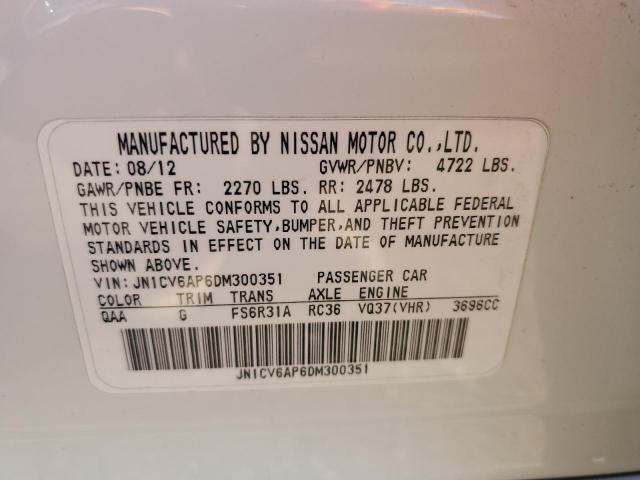 MANUFACTURED BY NISSAN MOTOR CO.,LTD.
DATE: 08/12 GVWR/PNBV: 4722 LBS.
GAWR/PNBE FR: 2270 LBS. RR: 2478 LBS.
THIS VEHICLE CONFORMS TO ALL APPLICABLE FEDERAL
MOTOR VEHICLE SAFETY,BUMPER,AND THEFT PREVENTION
STANDARDS IN EFFECT ON THE DATE OF MANUFACTURE
SHOWN ABOVE.
VIN: JN1CV6AP6DM300351 PASSENGER CAR
COLOR TRIM TRANS AXLE ENGINE
QAA G FS6R31A RC36 VQ37(VHR) 3696CC
JN1CV6AP6DM300351